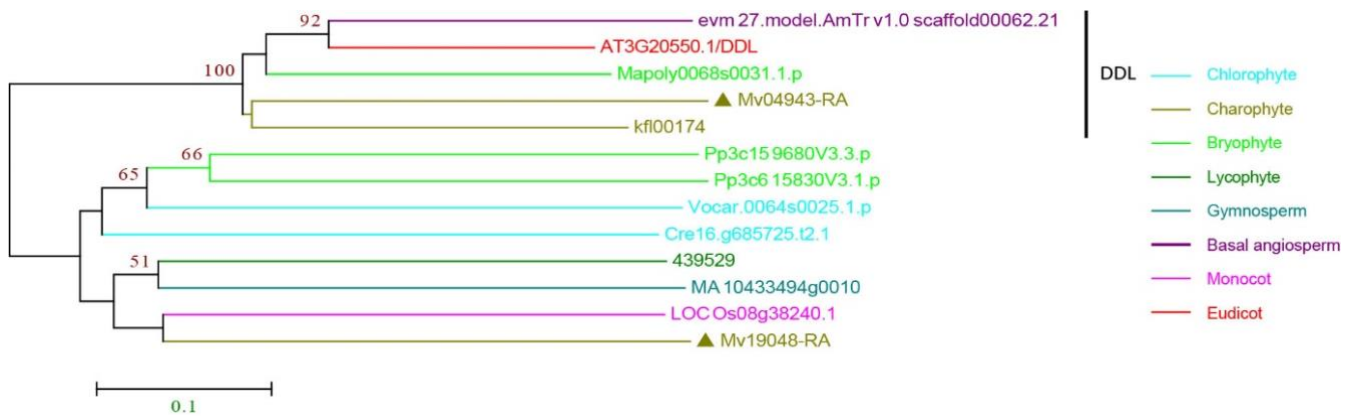 92
evm 27.model.AmTr v1.0 scaffold00062.21
AT3G20550.1/DDL
100
Mapoly0068s0031.1.p
DDL
Chlorophyte
Mv04943-RA
Charophyte
kfl00174
66
Pp3c15 9680V3.3.p
Bryophyte
65
Pp3c6 15830V3.1.p
Lycophyte
Vocar.0064s0025.1.p
Gymnosperm
Cre16.g685725.t2.1
Basal angiosperm
51
439529
MA 10433494g0010
Monocot
LOC Os08g38240.1
Eudicot
Mv19048-RA
0.1